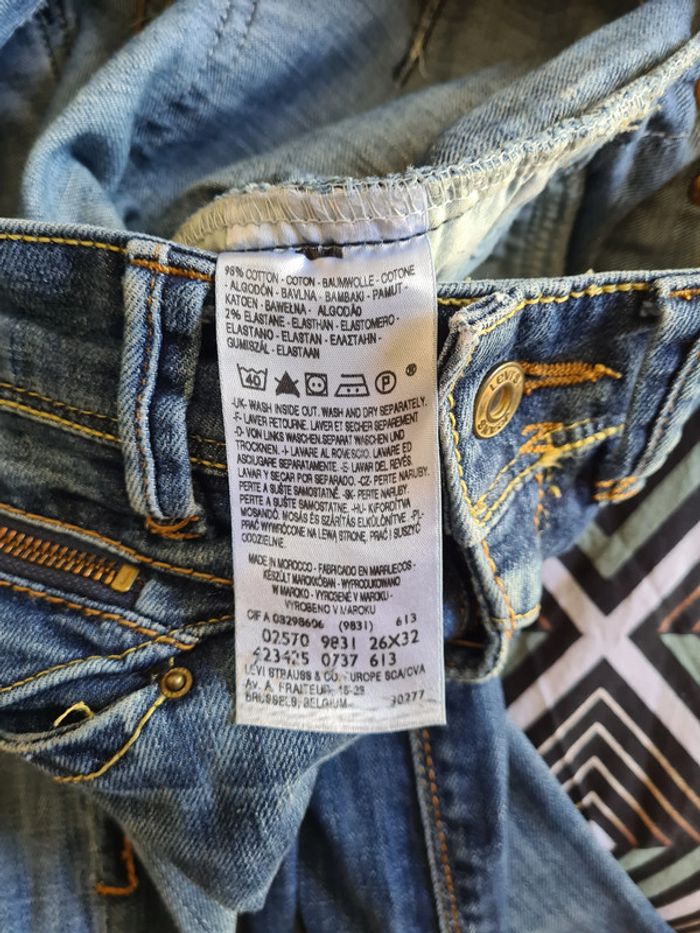 98% COTTON - COTON - BAUMWOLLE - COTONE
- ALGODÓN - BAVLNA - BAMBAKI - PAMUT -
KATOEN - BAWEŁNA - ALGODÃO
2% ELASTANE - ELASTHAN - ELASTOMERO -
ELASTANO - ELASTAN - ΕΛΑΣΤΑΗΝ -
GUMISZÁL - ELASTAAN
40 P ®
-UK- WASH INSIDE OUT. WASH AND DRY SEPARATELY.
-F- LAVER RETOURNE. LAVER ET SECHER SEPAREMENT
-D- VON LINKS WASCHEN.SEPARAT WASCHEN UND
TROCKNEN. -I- LAVARE AL ROVESCIO. LAVARE ED
ASCIUGARE SEPARATAMENTE. -E- LAVAR DEL REVÉS.
LAVAR Y SECAR POR SEPARADO. -CZ- PERTE NARUBY.
PERTE A SUŠTE SAMOSTATNĚ. -SK- PERTE NARUBY.
PERTE A SUŠTE SAMOSTATNE. -HU- KIFORDÍTVA
MOSANDÓ. MOSÁS ÉS SZÁRÍTÁS ELKÜLÖNÍTVE. -PL-
PRAĆ WYWRÓCONE NA LEWĄ STRONĘ. PRAĆ I SUSZYĆ
ODDZIELNIE.
MADE IN MOROCCO - FABRICADO EN MARRUECOS -
KÉSZÜLT MAROKKÓBAN - WYPRODUKOWANO
W MAROKO - VYROSENÉ V MAROKU -
VYROBENO V MAROKU
CIF A 03298606 (9831) 613
02570 9831 26X32
423425 0737 613
LEVI STRAUSS & CO. EUROPE SCA/CVA
AV. A. FRAITEUR, 15-23
BRUSSELS, BELGIUM
LEVI'S